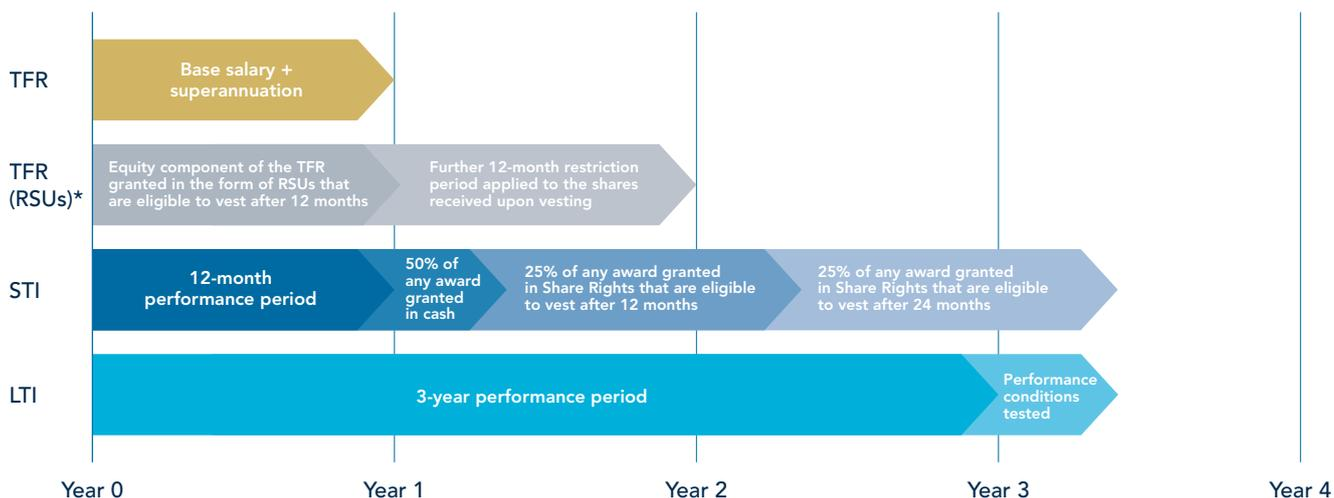 TFR
Base salary +
superannuation
TFR
(RSUs)*
Equity component of the TFR
granted in the form of RSUs that
are eligible to vest after 12 months
Further 12-month restriction
period applied to the shares
received upon vesting
STI
12-month
performance period
50% of
any award
granted
in cash
25% of any award granted
in Share Rights that are eligible
to vest after 12 months
25% of any award granted
in Share Rights that are eligible
to vest after 24 months
LTI
3-year performance period
Performance
conditions
tested
Year 0
Year 1
Year 2
Year 3
Year 4